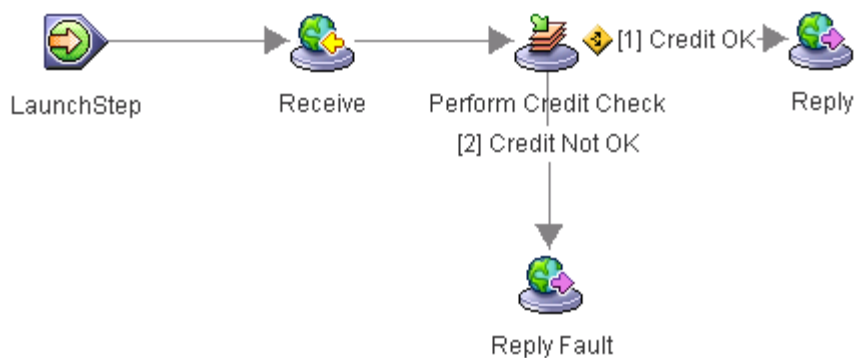 [1] Credit OK
LaunchStep
Receive
Perform Credit Check
Reply
[2] Credit Not OK
Reply Fault